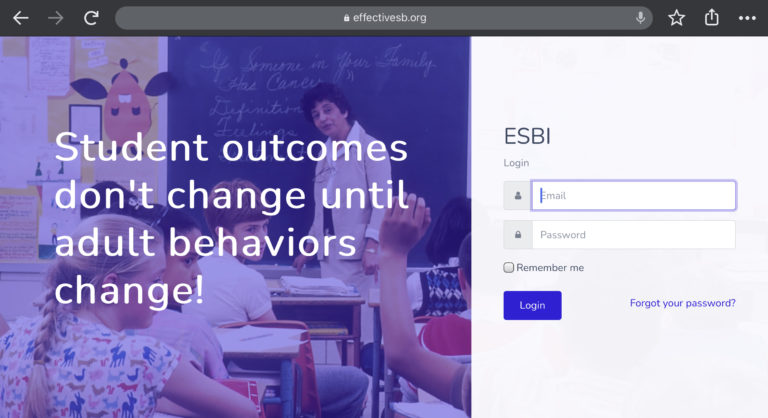 effectivesb.org
If Someone in Your Family
Has Cancer
Definition
Feelings
Student outcomes
don't change until
adult behaviors
change!
ESBI
Login
Email
Password
Remember me
Login
Forgot your password?